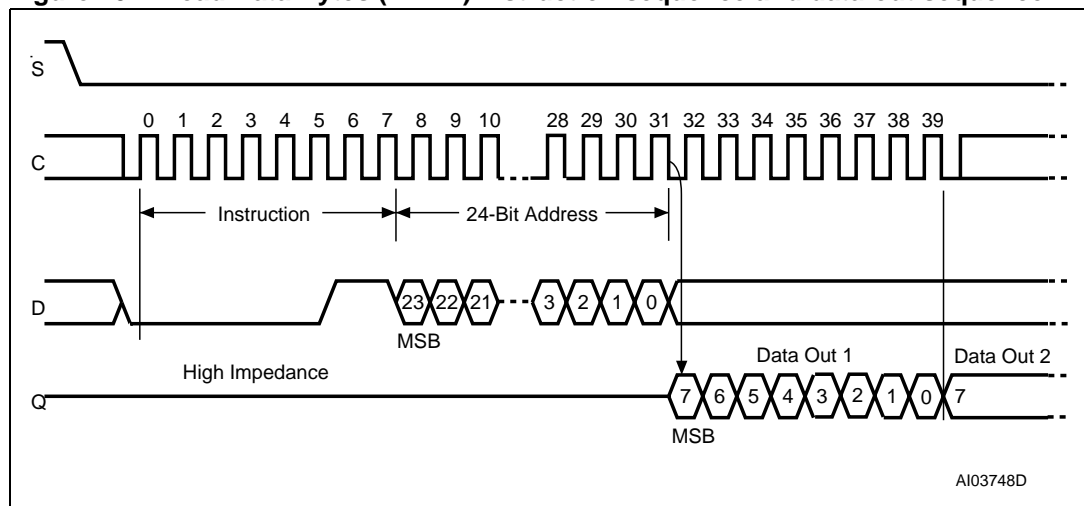 S
0 1 2 3 4 5 6 7 8 9 10 28 29 30 31 32 33 34 35 36 37 38 39
C
Instruction 24-Bit Address
D
23 22 21 3 2 1 0
MSB
High Impedance
Data Out 1 Data Out 2
Q
7 6 5 4 3 2 1 0 7
MSB
AI03748D